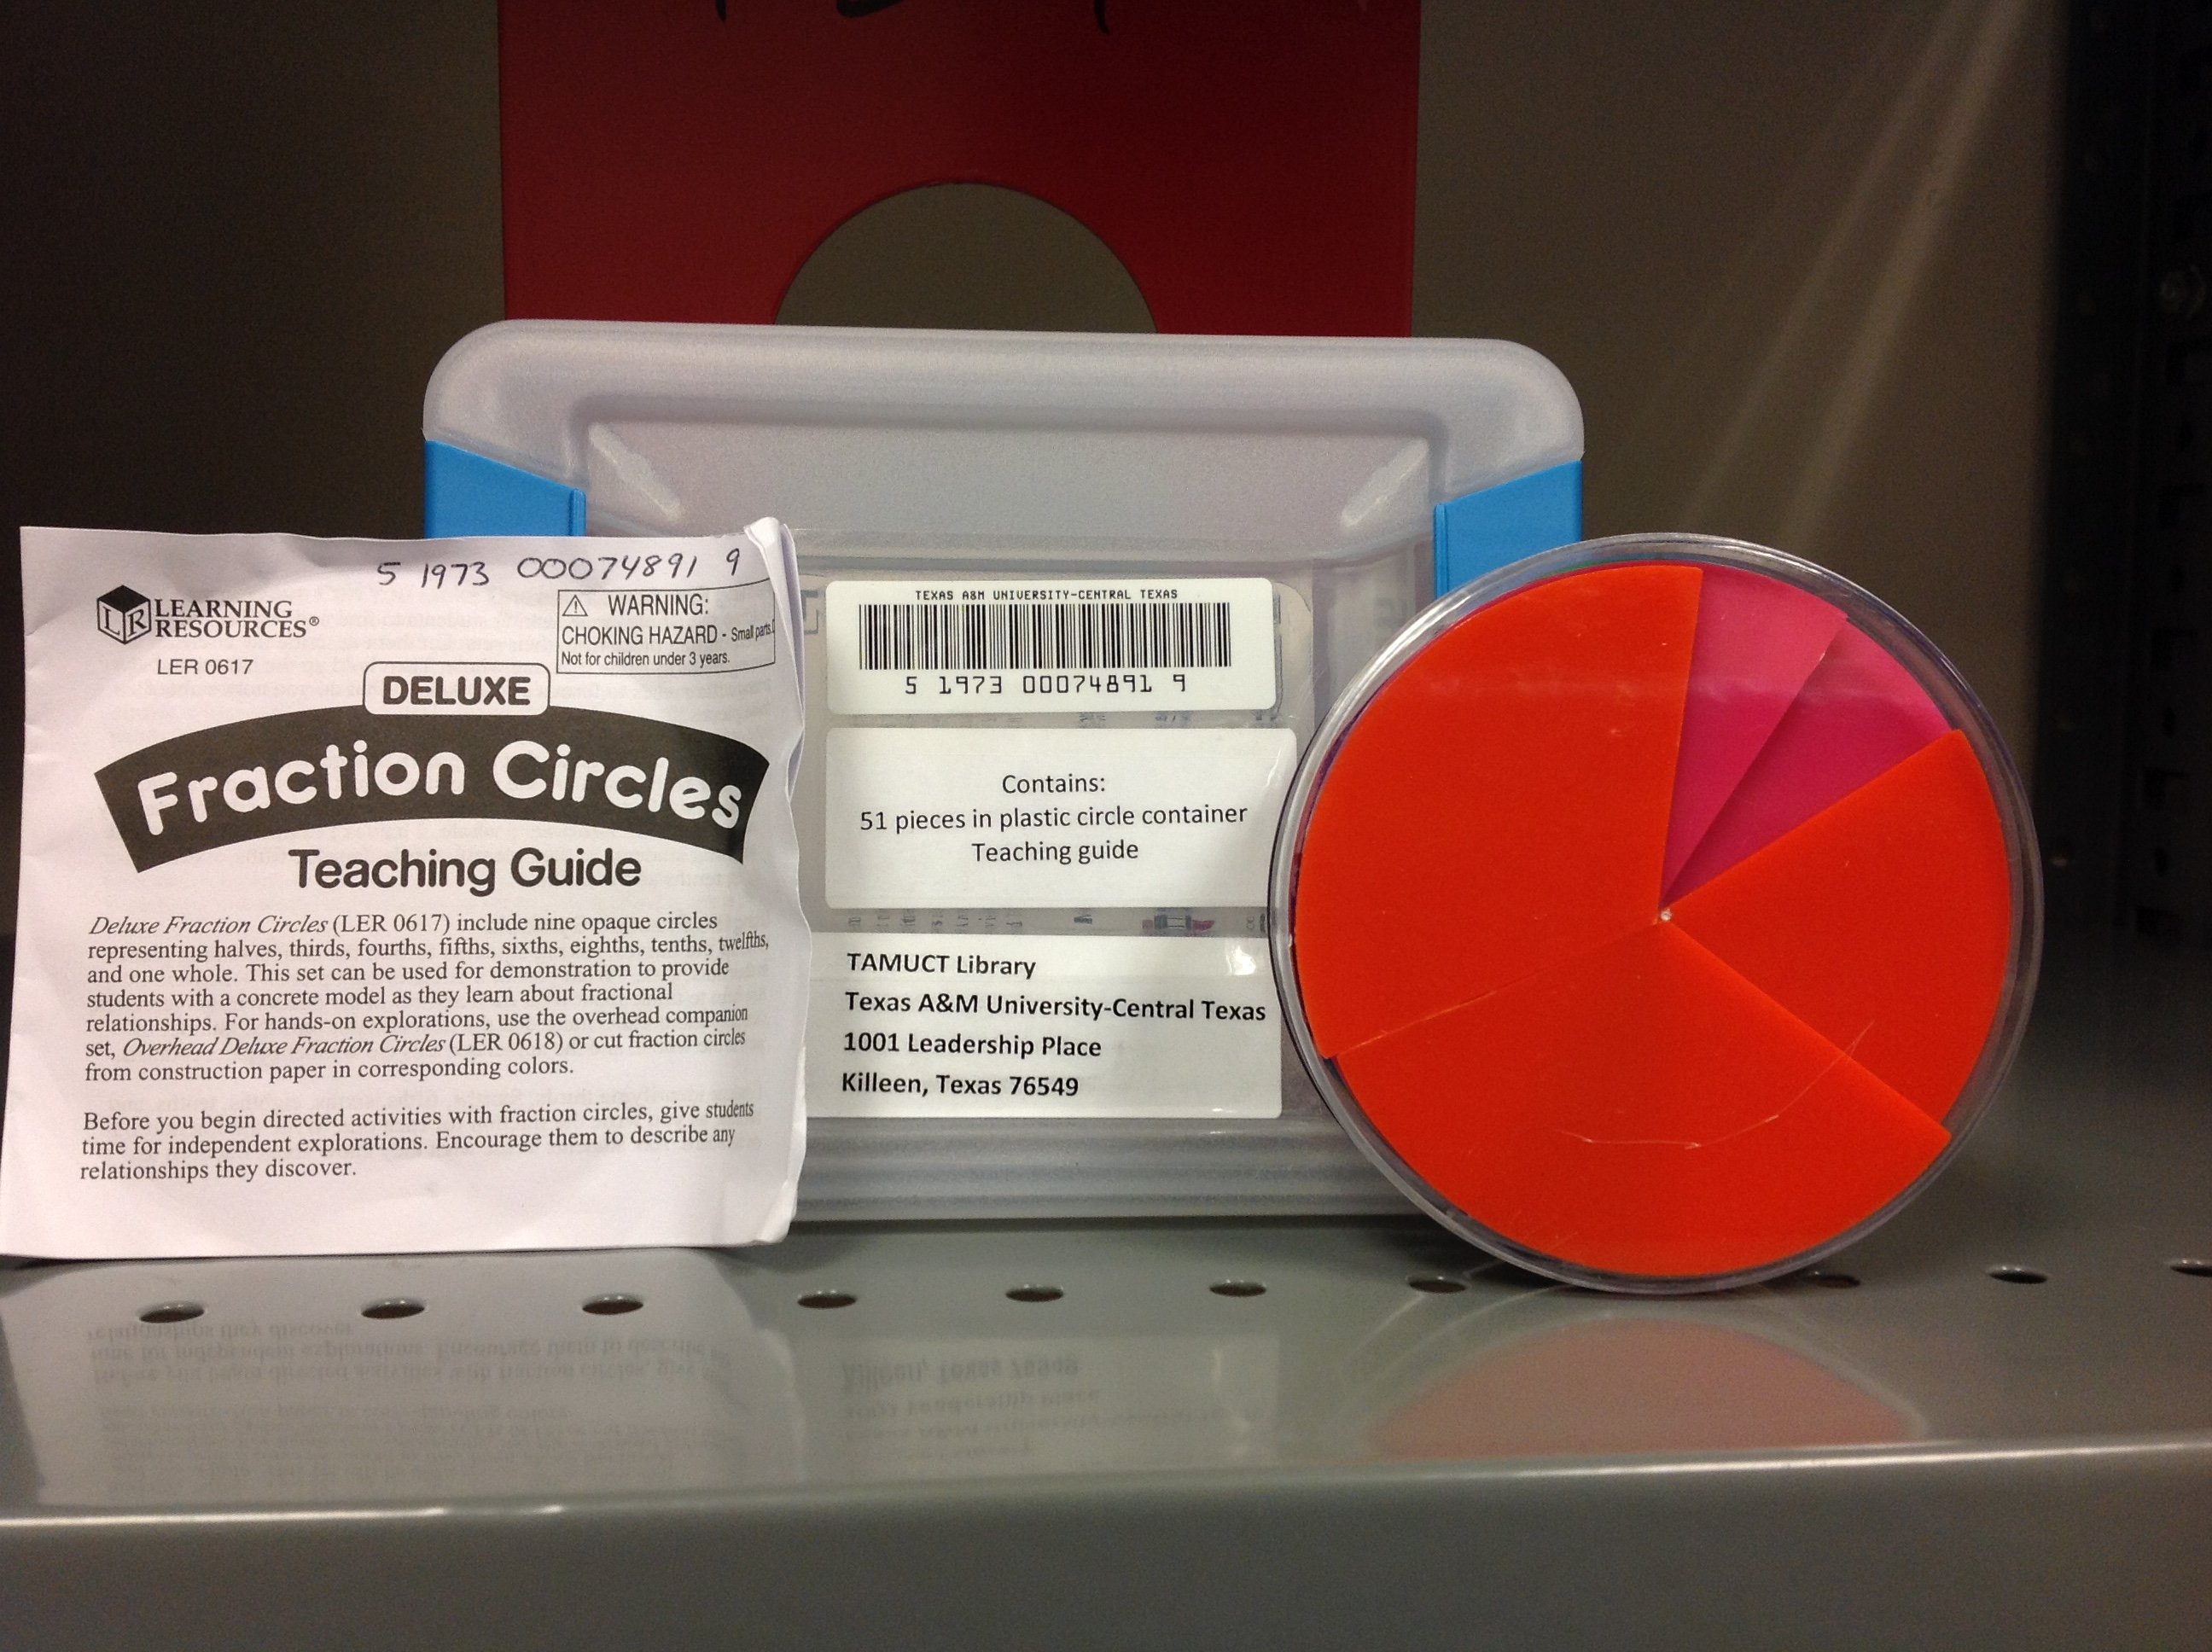 5 1973 00074891 9
LR LEARNING
RESOURCES®
LER 0617
WARNING:
CHOKING HAZARD - Small parts.
Not for children under 3 years.
DELUXE
Fraction Circles
Teaching Guide
Deluxe Fraction Circles (LER 0617) include nine opaque circles
representing halves, thirds, fourths, fifths, sixths, eighths, tenths, twelfths,
and one whole. This set can be used for demonstration to provide
students with a concrete model as they learn about fractional
relationships. For hands-on explorations, use the overhead companion
set, Overhead Deluxe Fraction Circles (LER 0618) or cut fraction circles
from construction paper in corresponding colors.
Before you begin directed activities with fraction circles, give students
time for independent explorations. Encourage them to describe any
relationships they discover.
TEXAS A&M UNIVERSITY-CENTRAL TEXAS
5 1973 00074891 9
Contains:
51 pieces in plastic circle container
Teaching guide
TAMUCT Library
Texas A&M University-Central Texas
1001 Leadership Place
Killeen, Texas 76549